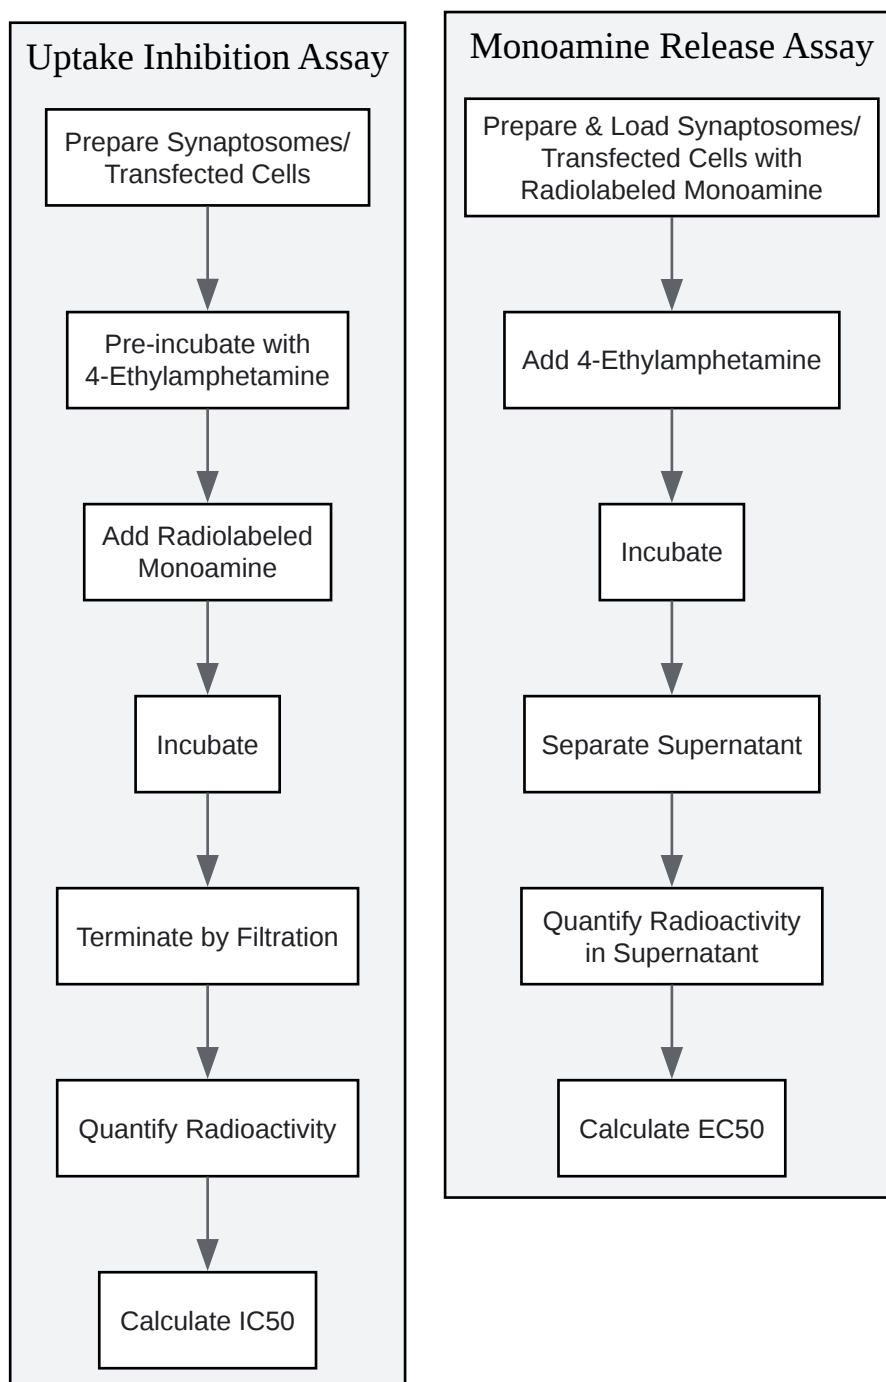 Uptake Inhibition Assay
Prepare Synaptosomes/
Transfected Cells
Pre-incubate with
4-Ethylamphetamine
Add Radiolabeled
Monoamine
Incubate
Terminate by Filtration
Quantify Radioactivity
Calculate IC50
Monoamine Release Assay
Prepare & Load Synaptosomes/
Transfected Cells with
Radiolabeled Monoamine
Add 4-Ethylamphetamine
Incubate
Separate Supernatant
Quantify Radioactivity
in Supernatant
Calculate EC50